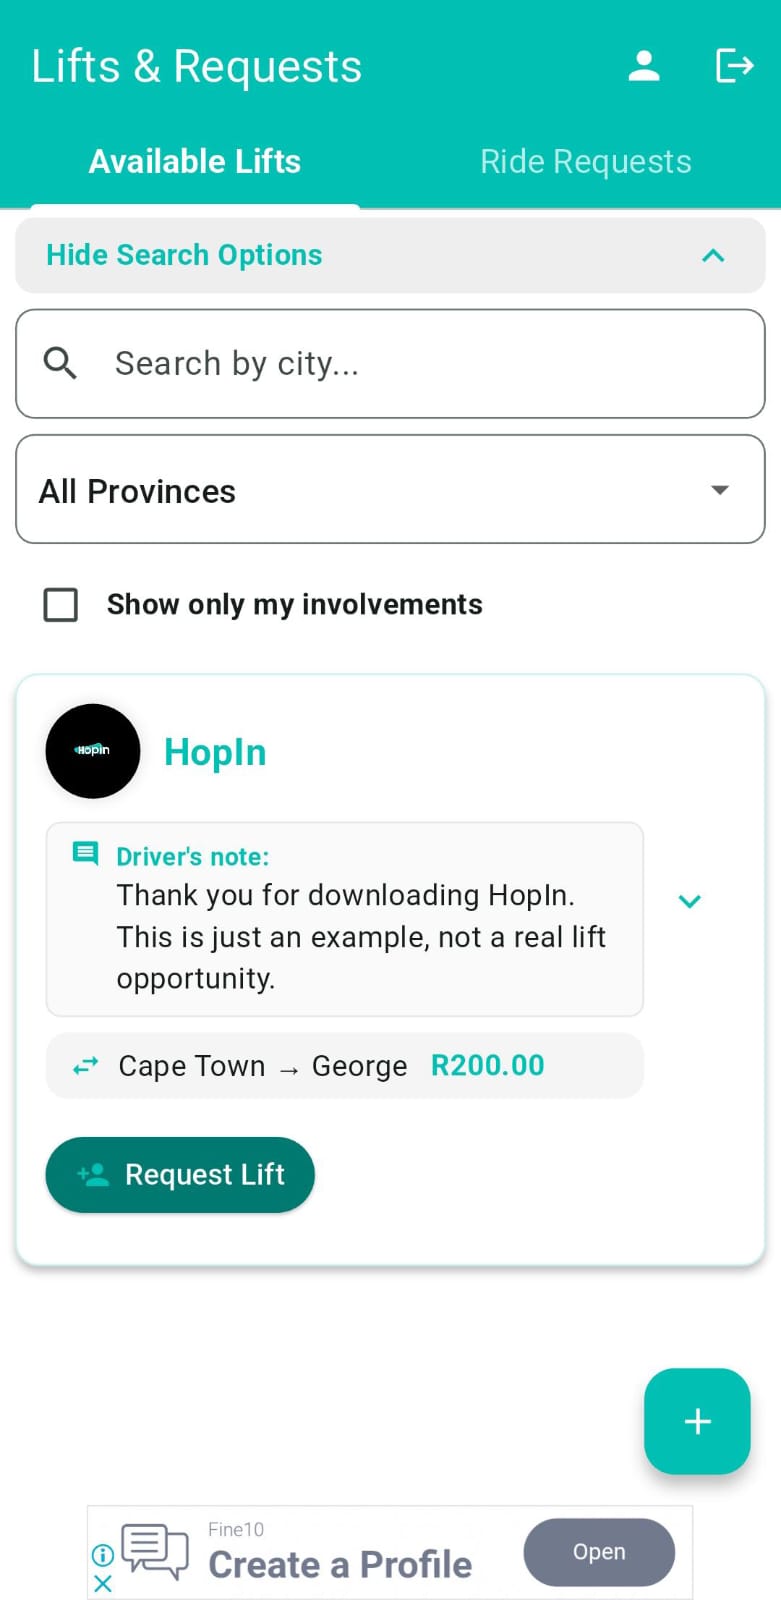 Lifts & Requests
Available Lifts
Ride Requests
Hide Search Options
Search by city...
All Provinces
Show only my involvements
HopIn
HopIn
Driver's note:
Thank you for downloading HopIn.
This is just an example, not a real lift
opportunity.
Cape Town → George R200.00
Request Lift
Fine10
Create a Profile
Open